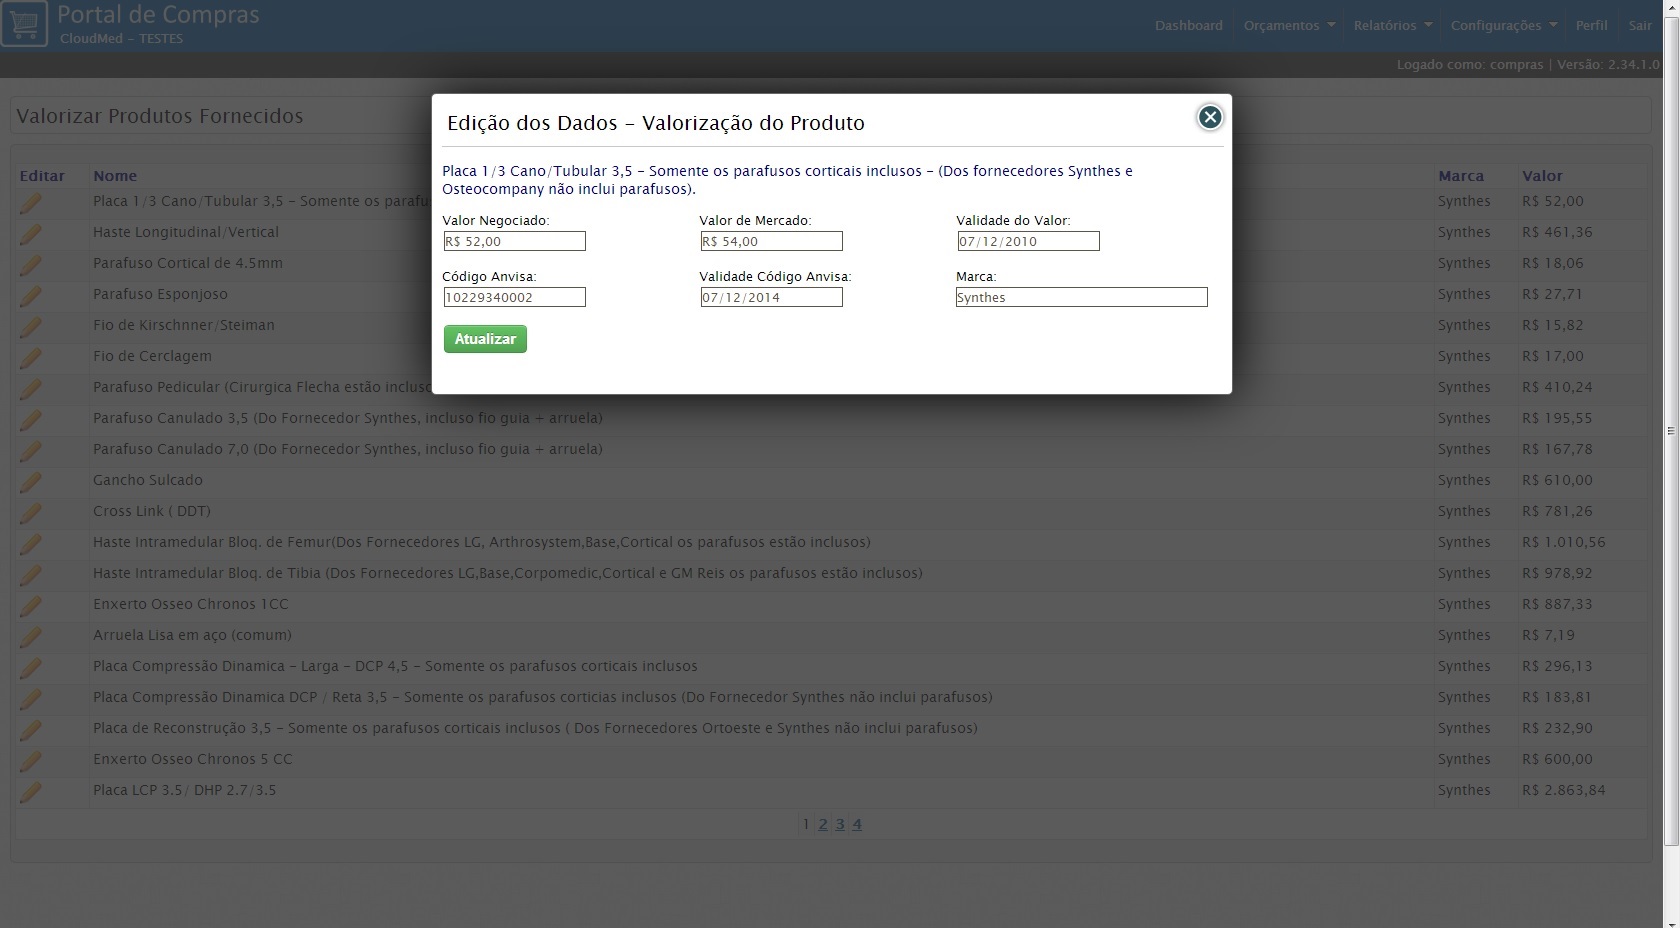 Portal de Compras
CloudMed - TESTES
Dashboard Orçamentos Relatórios Configurações Perfil Sair
Logado como: compras | Versão: 2.34.1.0
Valorizar Produtos Fornecidos
Edição dos Dados - Valorização do Produto
Placa 1/3 Cano/Tubular 3,5 - Somente os parafusos corticais inclusos - (Dos fornecedores Synthes e
Osteocompany não inclui parafusos).
Valor Negociado: Valor de Mercado: Validade do Valor:
R$ 52,00 R$ 54,00 07/12/2010
Código Anvisa: Validade Código Anvisa: Marca:
10229340002 07/12/2014 Synthes
Atualizar
Editar Nome Marca Valor
Placa 1/3 Cano/Tubular 3,5 - Somente os Synthes R$ 52,00
Haste Longitudinal/Vertical Synthes R$ 461,36
Parafuso Cortical de 4.5mm Synthes R$ 18,06
Parafuso Esponjoso Synthes R$ 27,71
Fio de Kirschnner/Steiman Synthes R$ 15,82
Fio de Cerclagem Synthes R$ 17,00
Parafuso Pedicular (Cirurgica Flecha estão Synthes R$ 410,24
Parafuso Canulado 3,5 (Do Fornecedor Synthes, incluso fio guia + arruela) Synthes R$ 195,55
Parafuso Canulado 7,0 (Do Fornecedor Synthes, incluso fio guia + arruela) Synthes R$ 167,78
Gancho Sulcado Synthes R$ 610,00
Cross Link ( DDT) Synthes R$ 781,26
Haste Intramedular Bloq. de Femur(Dos Fornecedores LG, Arthrosystem,Base,Cortical os parafusos estão inclusos) Synthes R$ 1.010,56
Haste Intramedular Bloq. de Tibia (Dos Fornecedores LG,Base,Corpomedic,Cortical e GM Reis os parafusos estão inclusos) Synthes R$ 978,92
Enxerto Osseo Chronos 1CC Synthes R$ 887,33
Arruela Lisa em aço (comum) Synthes R$ 7,19
Placa Compressão Dinamica - Larga - DCP 4,5 - Somente os parafusos corticais inclusos Synthes R$ 296,13
Placa Compressão Dinamica DCP / Reta 3,5 - Somente os parafusos corticias inclusos (Do Fornecedor Synthes não inclui parafusos) Synthes R$ 183,81
Placa de Reconstrução 3,5 - Somente os parafusos corticais inclusos ( Dos Fornecedores Ortoeste e Synthes não inclui parafusos) Synthes R$ 232,90
Enxerto Osseo Chronos 5 CC Synthes R$ 600,00
Placa LCP 3.5/ DHP 2.7/3.5 Synthes R$ 2.863,84
1 2 3 4